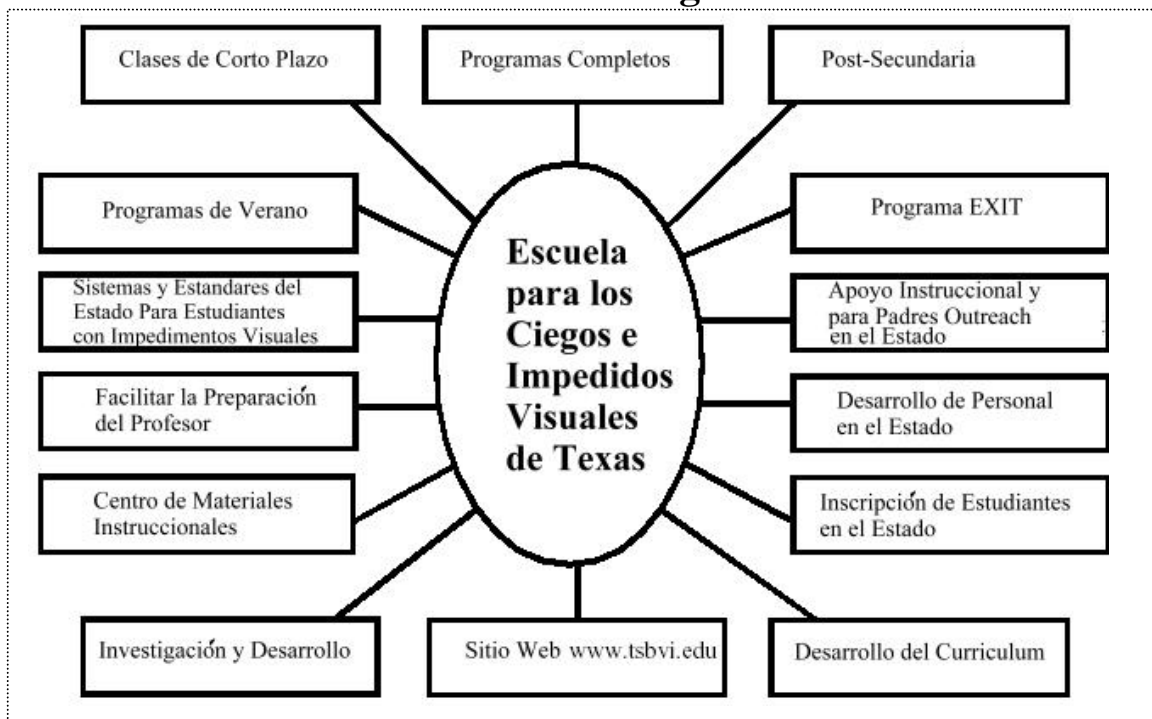 Clases de Corto Plazo
Programas Completos
Post-Secundaria
Programas de Verano
Programa EXIT
Sistemas y Estandares del
Estado Para Estudiantes
con Impedimentos Visuales
Apoyo Instruccional y
para Padres Outreach
en el Estado
Escuela
para los
Ciegos e
Impedidos
Visuales
de Texas
Facilitar la Preparación
del Profesor
Desarrollo de Personal
en el Estado
Centro de Materiales
Instruccionales
Inscripción de Estudiantes
en el Estado
Investigación y Desarrollo
Sitio Web www.tsbvi.edu
Desarrollo del Curriculum